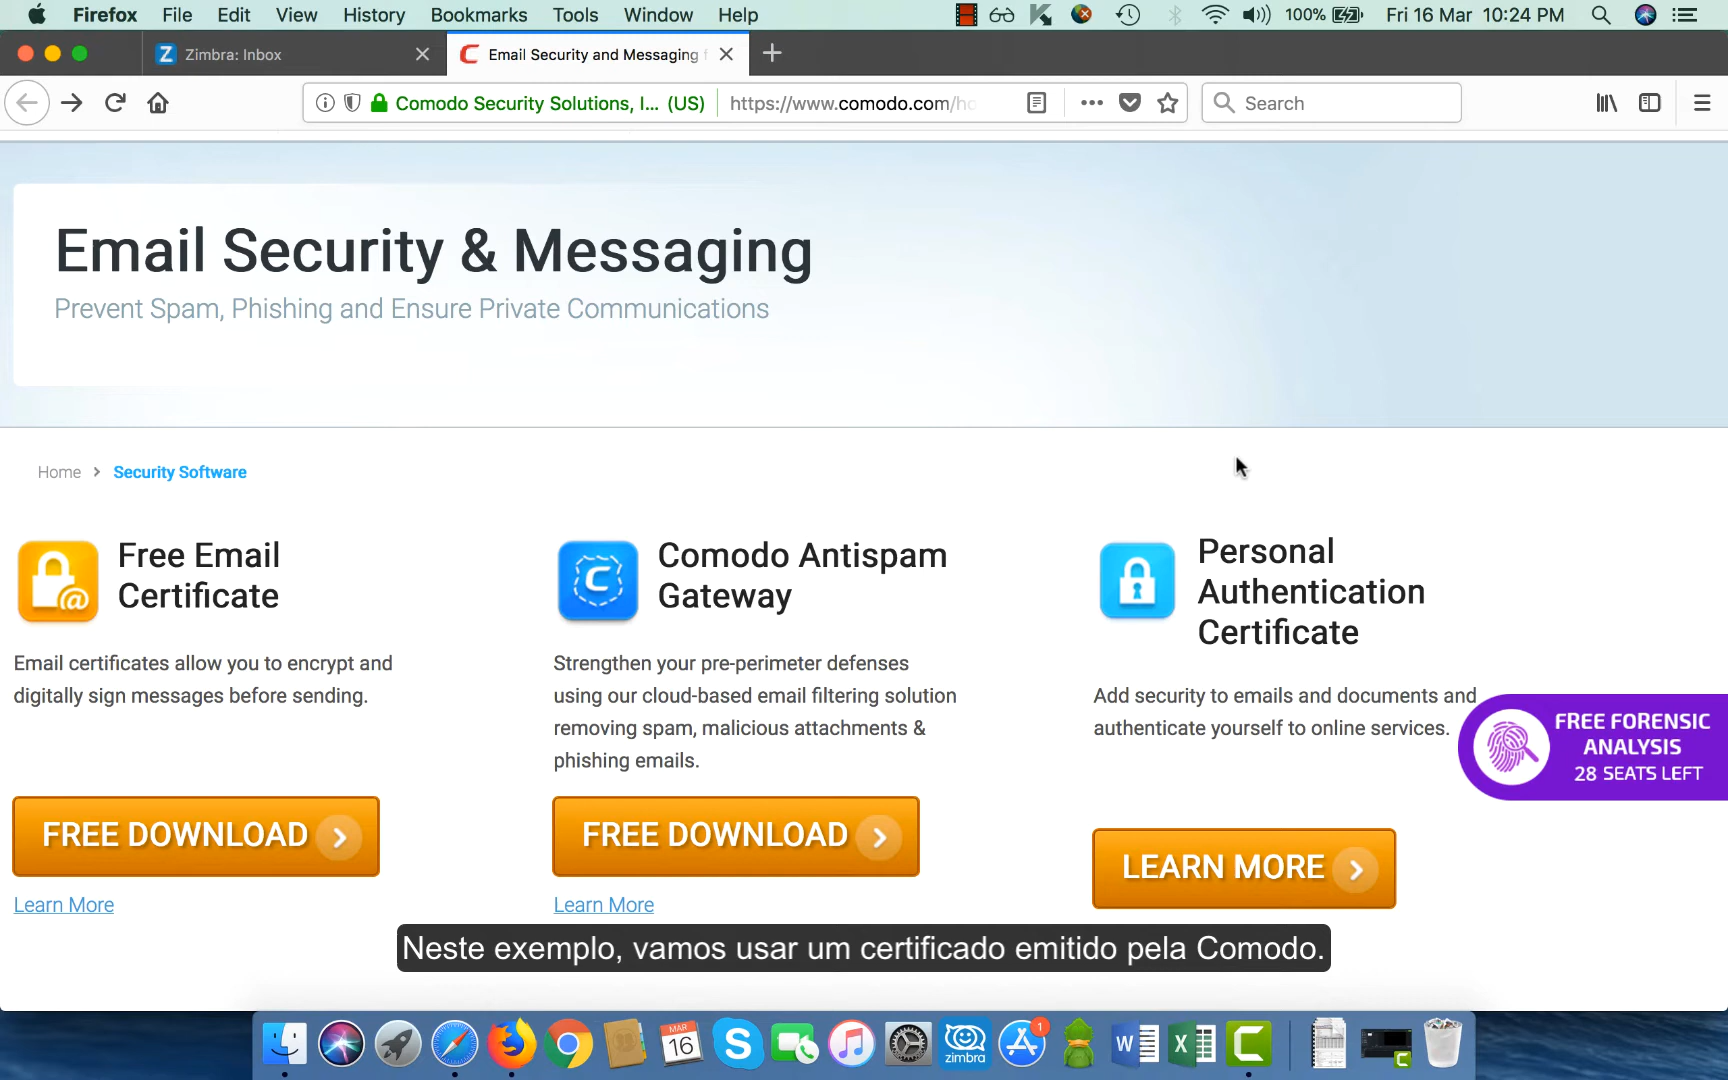 Firefox File Edit View History Bookmarks Tools Window Help 100% Fri 16 Mar 10:24 PM
Zimbra: Inbox
Email Security and Messaging
Comodo Security Solutions, I... (US) https://www.comodo.com/ho
Search
Email Security & Messaging
Prevent Spam, Phishing and Ensure Private Communications
Home > Security Software
Free Email
Certificate
Email certificates allow you to encrypt and
digitally sign messages before sending.
FREE DOWNLOAD
Learn More
Comodo Antispam
Gateway
Strengthen your pre-perimeter defenses
using our cloud-based email filtering solution
removing spam, malicious attachments &
phishing emails.
FREE DOWNLOAD
Learn More
Personal
Authentication
Certificate
Add security to emails and documents and
authenticate yourself to online services.
LEARN MORE
FREE FORENSIC
ANALYSIS
28 SEATS LEFT
Neste exemplo, vamos usar um certificado emitido pela Comodo.
MAR
16
zimbra
1